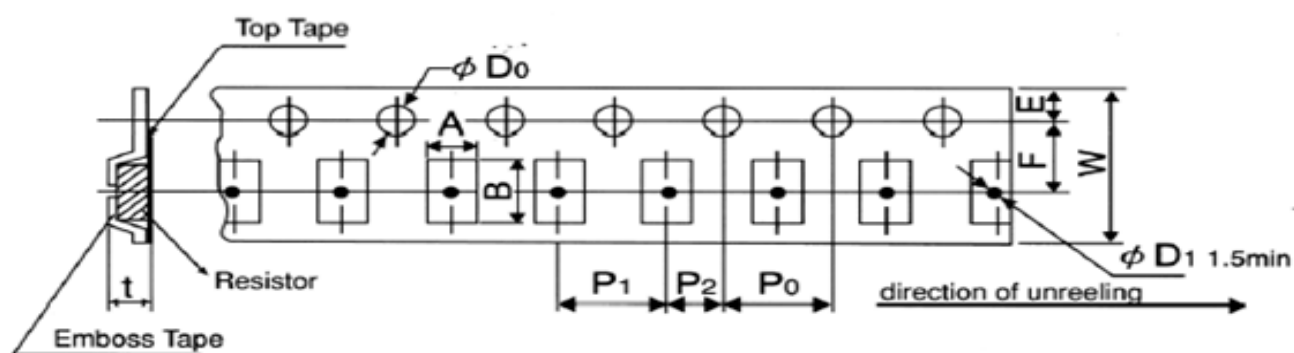 Top Tape
φ D0
A
B
E
F
W
φ D1 1.5min
P1
P2
P0
direction of unreeling
t
Resistor
Emboss Tape